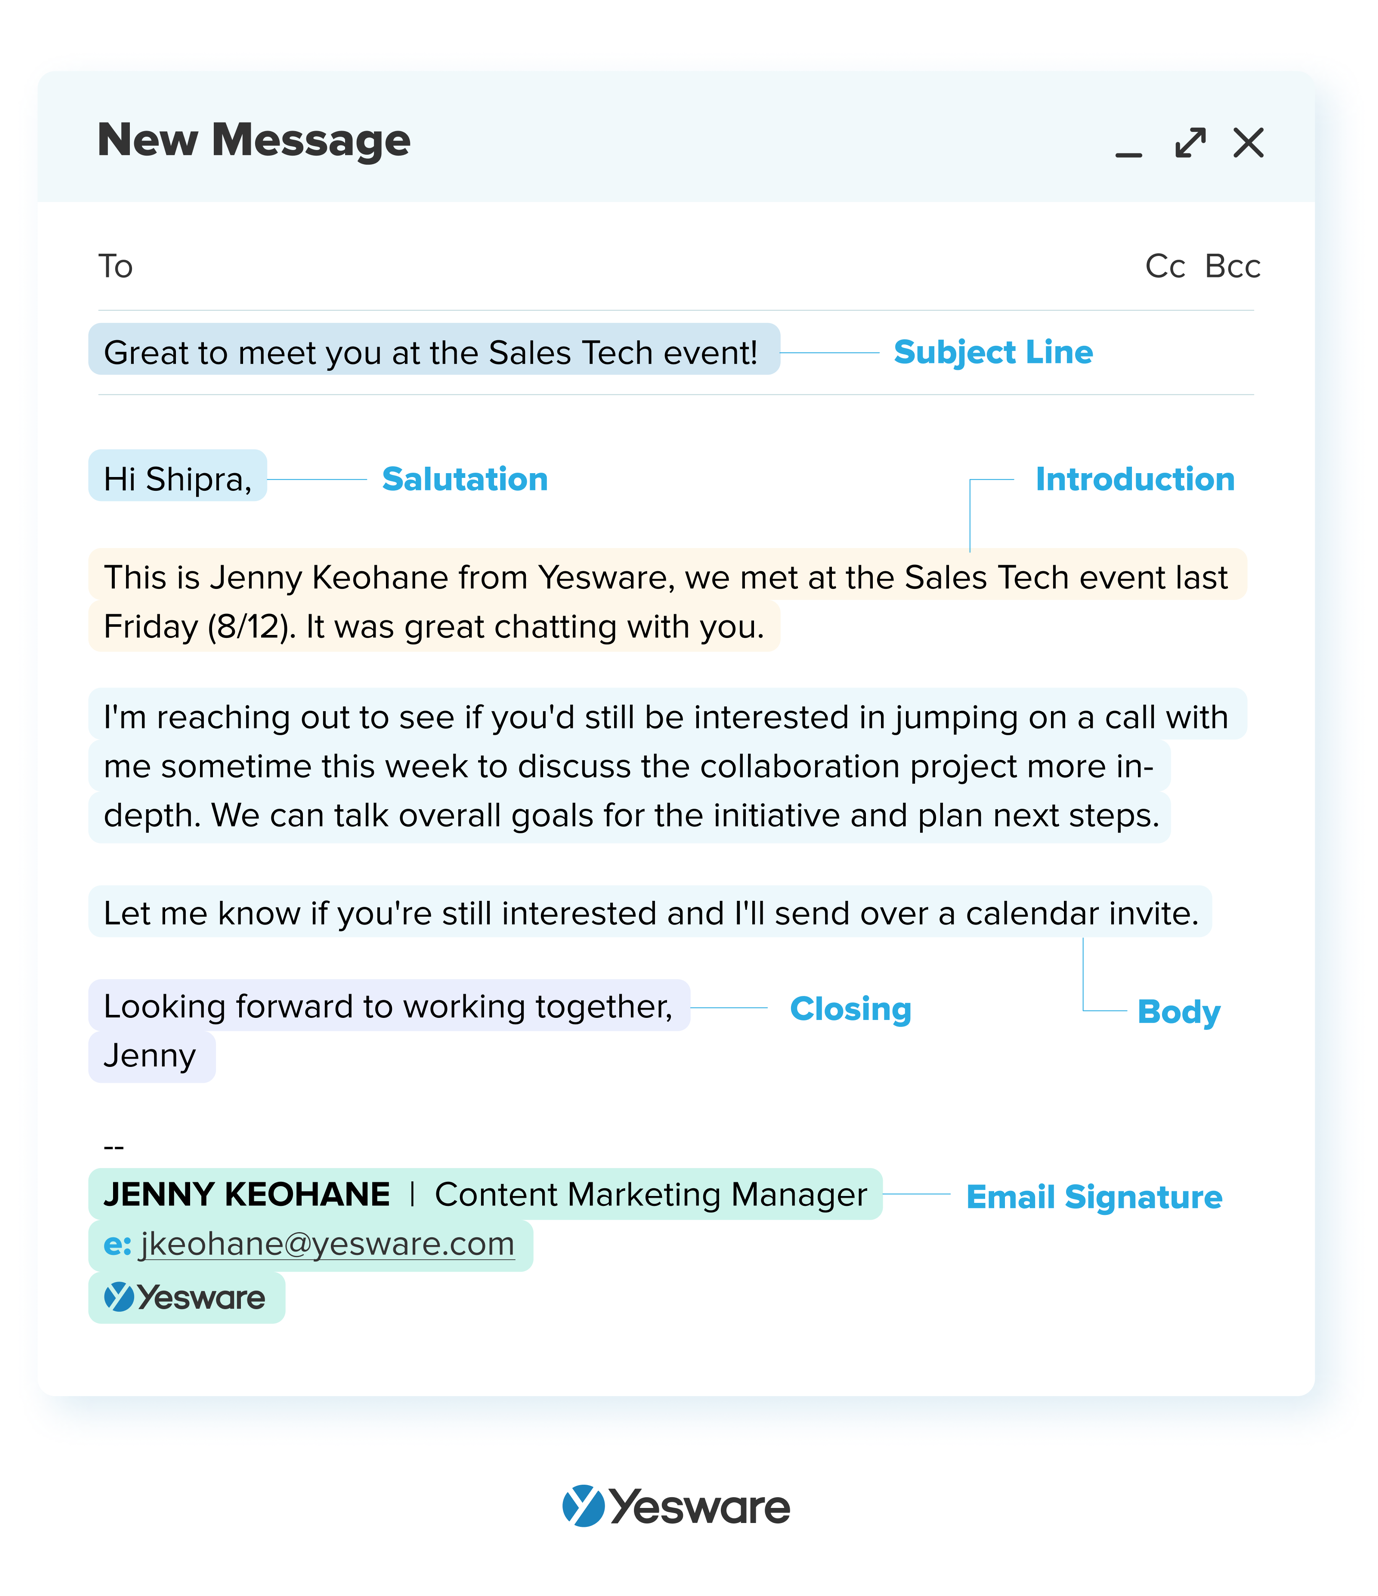 New Message
To Cc Bcc
Great to meet you at the Sales Tech event! Subject Line
Hi Shipra, Salutation Introduction
This is Jenny Keohane from Yesware, we met at the Sales Tech event last
Friday (8/12). It was great chatting with you.
I'm reaching out to see if you'd still be interested in jumping on a call with
me sometime this week to discuss the collaboration project more in-
depth. We can talk overall goals for the initiative and plan next steps.
Let me know if you're still interested and I'll send over a calendar invite.
Looking forward to working together, Closing Body
Jenny
--
JENNY KEOHANE | Content Marketing Manager Email Signature
e: jkeohane@yesware.com
Yesware
Yesware